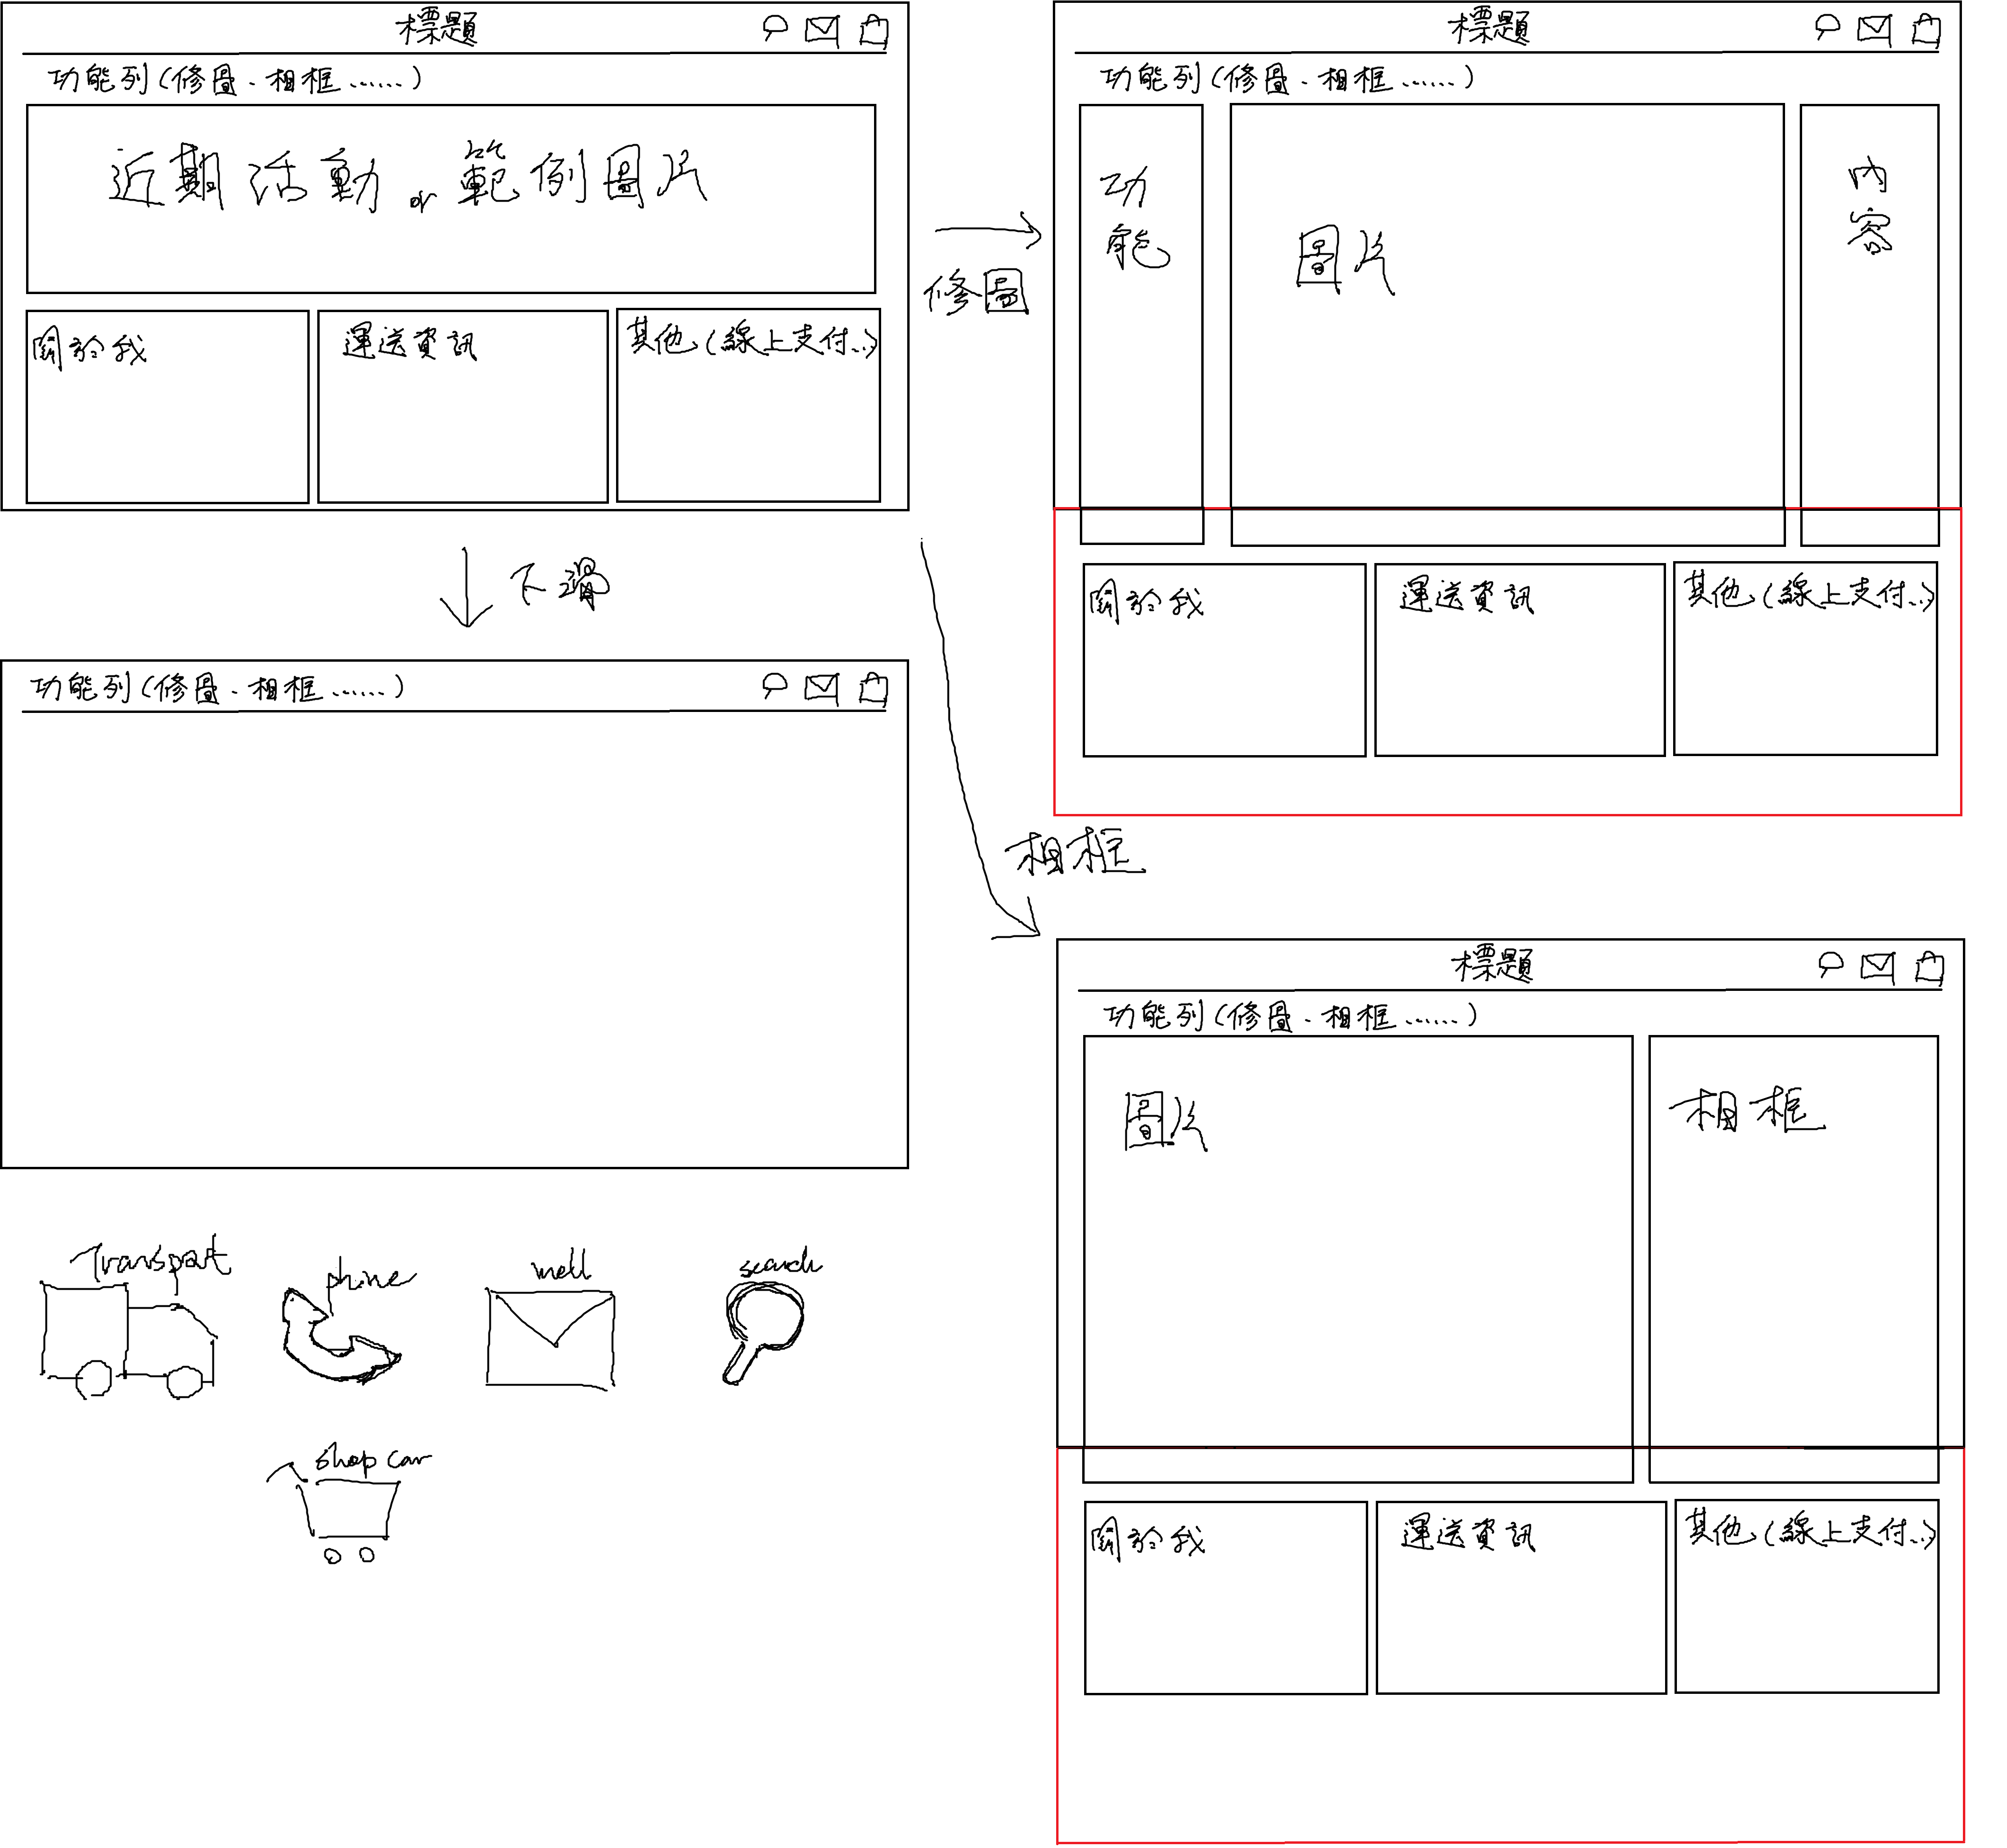 標題
功能列(修圖、相框......)
近期活動 or 範例圖片
關於我
運送資訊
其他(線上支付...)
修圖
標題
功能列(修圖、相框......)
功能
圖片
內容
關於我
運送資訊
其他(線上支付...)
下滑
功能列(修圖、相框......)
相框
標題
功能列(修圖、相框......)
圖片
相框
關於我
運送資訊
其他(線上支付...)
Transport
phone
search
shop car